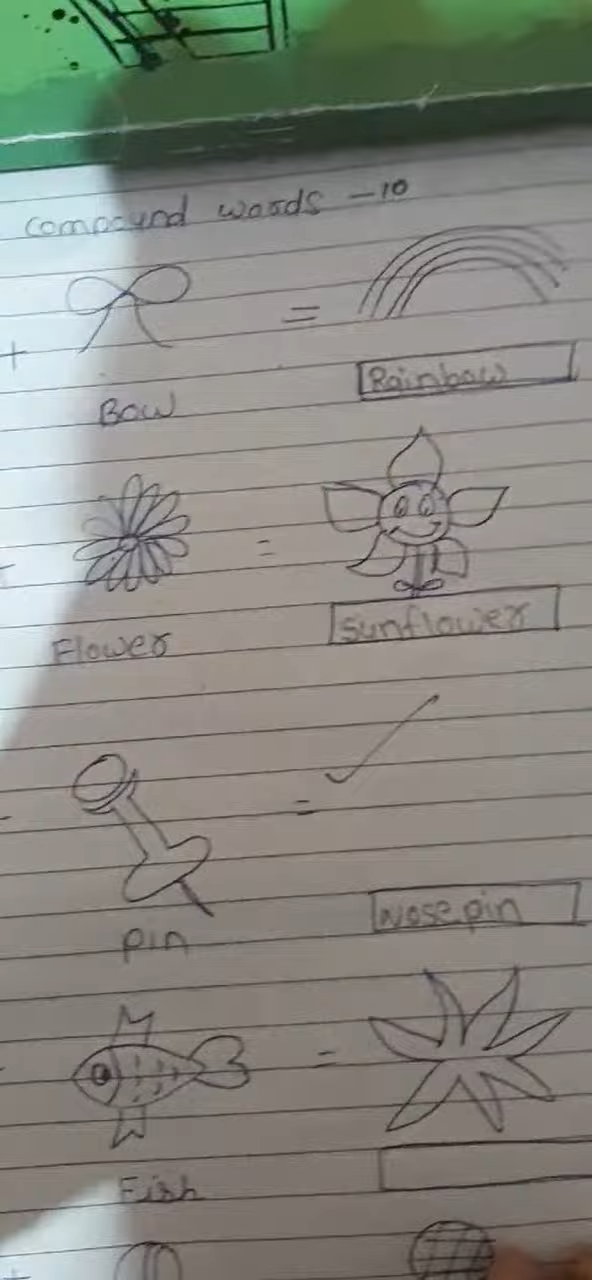 compound words - 10
+
=
Bow
Rainbow
=
Flower
sunflower
=
pin
Nose pin
=
Fish
+